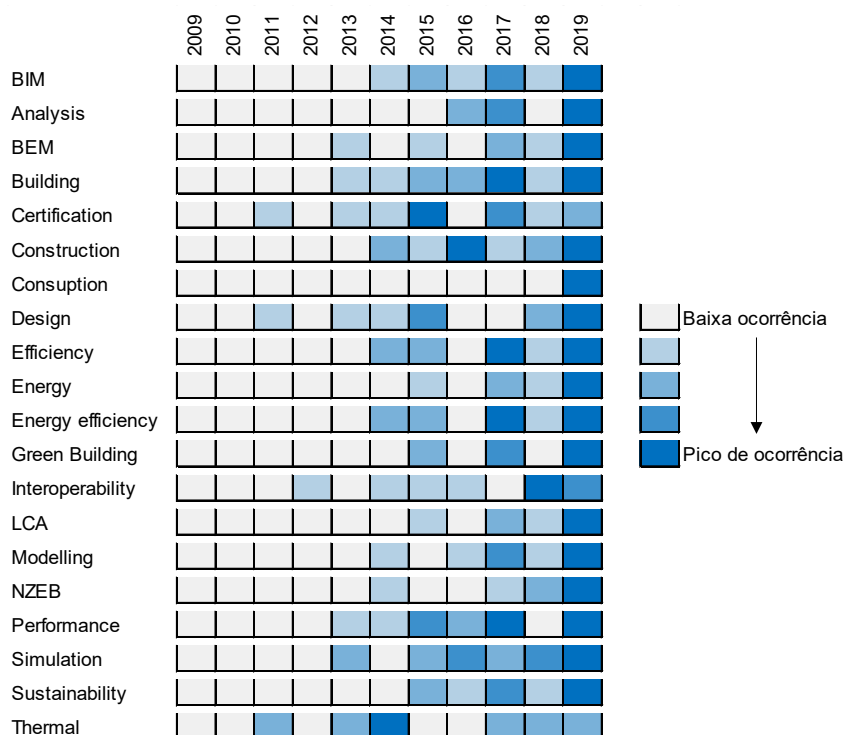 2009 2010 2011 2012 2013 2014 2015 2016 2017 2018 2019
BIM
Analysis
BEM
Building
Certification
Construction
Consuption
Design
Efficiency
Energy
Energy efficiency
Green Building
Interoperability
LCA
Modelling
NZEB
Performance
Simulation
Sustainability
Thermal
Baixa ocorrência
Pico de ocorrência